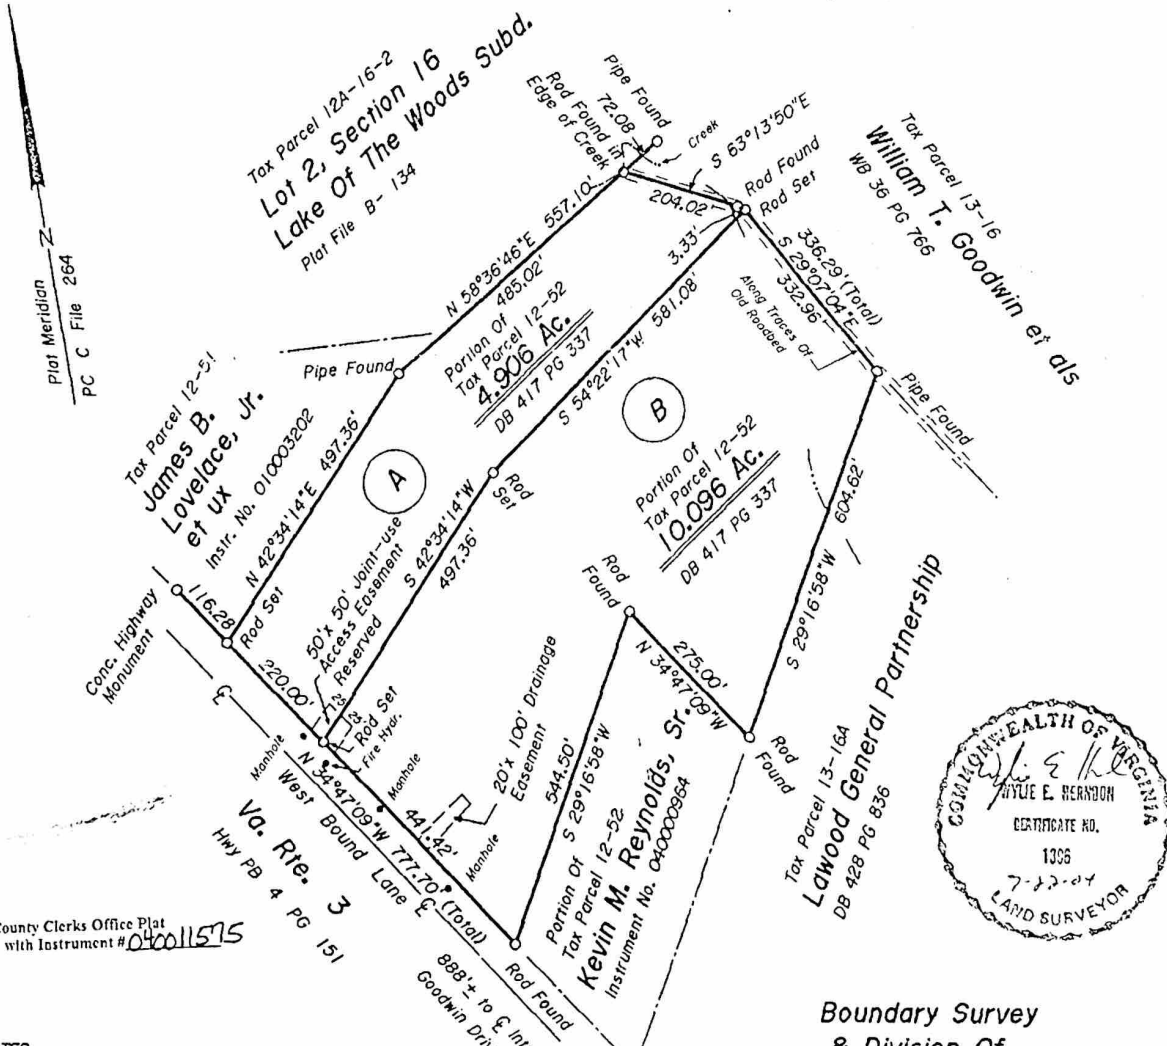 Plat Meridian
PC C File 264
N
Tax Parcel 12A-16-2
Lot 2, Section 16
Lake Of The Woods Subd.
Plat File B-134
Pipe Found
72.08
Rod Found in
Edge of Creek
Creek
S 63°13'50"E
204.02'
Rod Found
Rod Set
3.33'
Tax Parcel 13-16
William T. Goodwin et als
WB 36 PG 766
336.29' (Total)
S 29°07'04"E
332.96'
Along Traces Of
Old Roadbed
Pipe Found
557.10'
N 58°36'46"E
485.02'
Portion Of
Tax Parcel 12-52
4.906 Ac.
DB 417 PG 337
581.08'
S 54°22'17"W
B
Pipe Found
Tax Parcel 12-51
James B.
Lovelace, Jr.
et ux
Instr. No. 010003202
N 42°34'14"E 497.36'
A
S 42°34'14"W
497.36'
Rod
Set
Portion Of
Tax Parcel 12-52
10.096 Ac.
DB 417 PG 337
604.62'
S 29°16'58"W
Conc. Highway
Monument
116.28
Rod Set
50'x 50' Joint-use
Access Easement
Reserved
220.00'
25'
25'
Rod Set
Fire Hydr.
Manhole
Manhole
Manhole
20'x 100' Drainage
Easement
Rod
Found
275.00'
N 34°47'09"W
Rod
Found
544.50'
S 29°16'58"W
441.42'
N 34°47'09"W 777.70' (Total)
West Bound Lane
Va. Rte. 3
Hwy PB 4 PG 151
Portion Of
Tax Parcel 12-52
Kevin M. Reynolds, Sr.
Instrument No. 040000964
Tax Parcel 13-16A
Lawood General Partnership
DB 428 PG 836
Rod Found
888'± to ℄ Int
Goodwin Dri
County Clerks Office Plat
with Instrument # 040011575
COMMONWEALTH OF VIRGINIA
WYLIE E. HERNDON
CERTIFICATE NO.
1396
7-22-04
LAND SURVEYOR
Boundary Survey
& Division Of